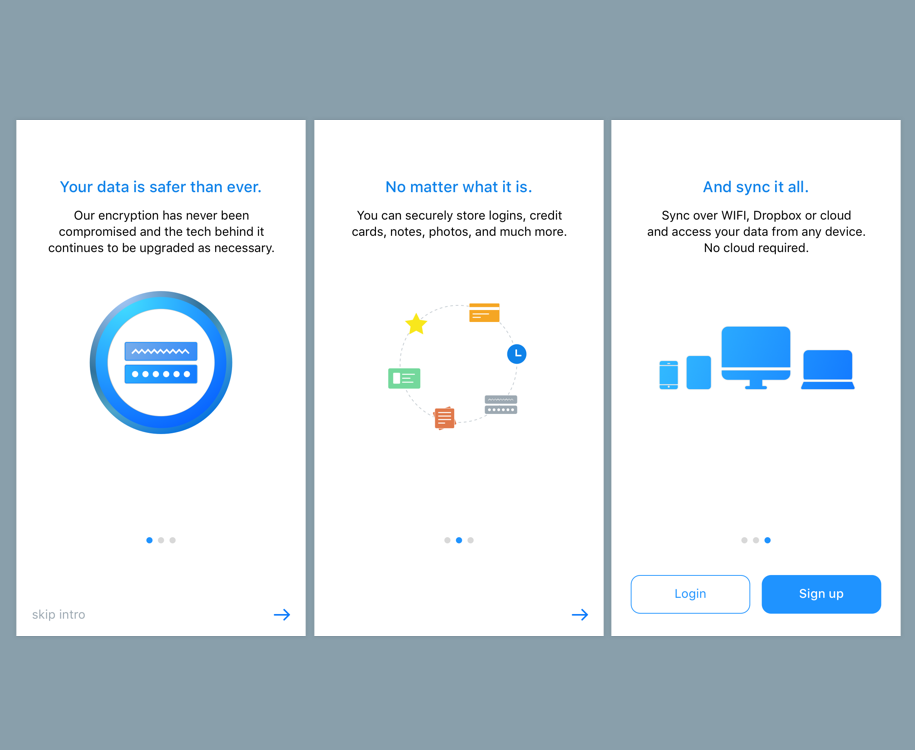 Your data is safer than ever.
Our encryption has never been
compromised and the tech behind it
continues to be upgraded as necessary.
skip intro
No matter what it is.
You can securely store logins, credit
cards, notes, photos, and much more.
And sync it all.
Sync over WIFI, Dropbox or cloud
and access your data from any device.
No cloud required.
Login
Sign up